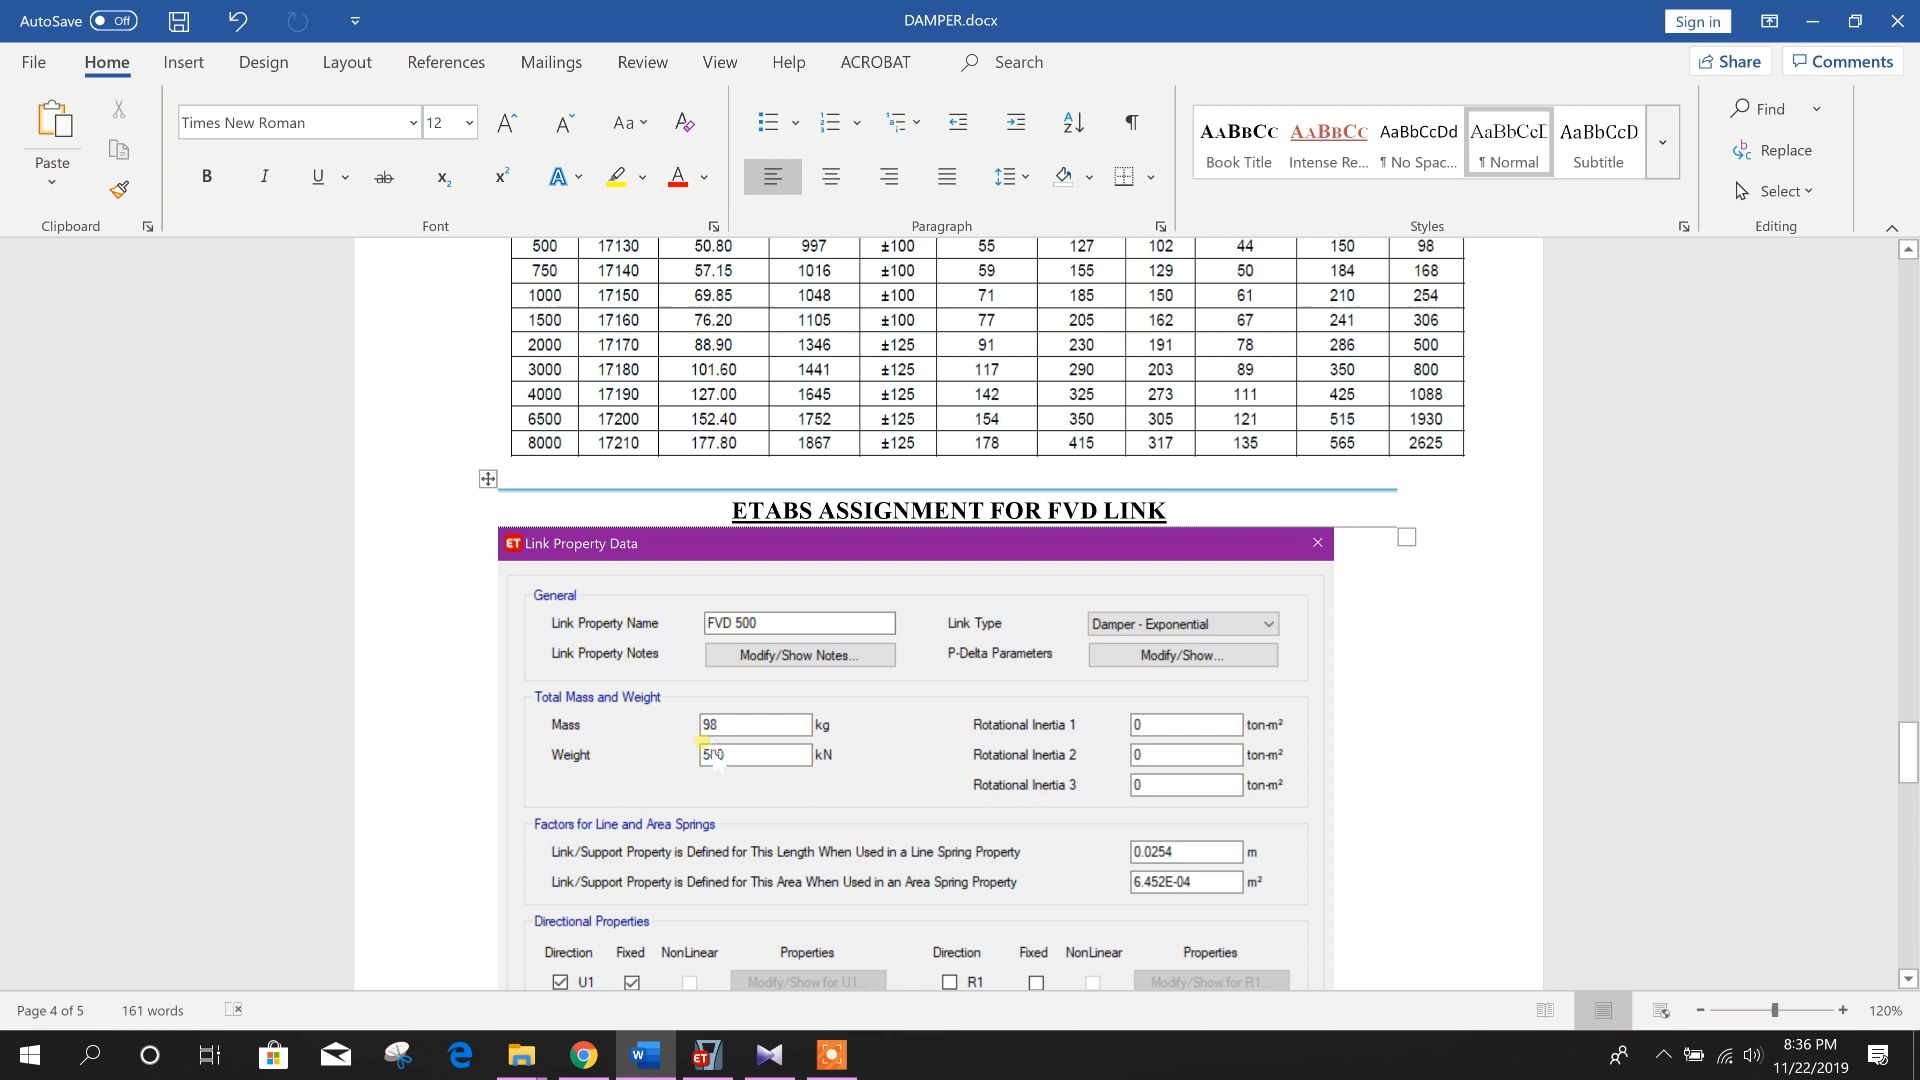 AutoSave Off DAMPER.docx Sign in
File Home Insert Design Layout References Mailings Review View Help ACROBAT Search Share Comments
Paste Times New Roman 12 Aa Find
Replace
Select
B I U ab x2 x2 A A
AaBbCc AaBbCc AaBbCcDd AaBbCcD AaBbCcD
Book Title Intense Re... ¶ No Spac... ¶ Normal Subtitle
Clipboard Font Paragraph Styles Editing
500 17130 50.80 997 ±100 55 127 102 44 150 98
750 17140 57.15 1016 ±100 59 155 129 50 184 168
1000 17150 69.85 1048 ±100 71 185 150 61 210 254
1500 17160 76.20 1105 ±100 77 205 162 67 241 306
2000 17170 88.90 1346 ±125 91 230 191 78 286 500
3000 17180 101.60 1441 ±125 117 290 203 89 350 800
4000 17190 127.00 1645 ±125 142 325 273 111 425 1088
6500 17200 152.40 1752 ±125 154 350 305 121 515 1930
8000 17210 177.80 1867 ±125 178 415 317 135 565 2625
ETABS ASSIGNMENT FOR FVD LINK
ET Link Property Data
General
Link Property Name FVD 500 Link Type Damper - Exponential
Link Property Notes Modify/Show Notes... P-Delta Parameters Modify/Show...
Total Mass and Weight
Mass 98 kg Rotational Inertia 1 0 ton-m²
Weight 500 kN Rotational Inertia 2 0 ton-m²
Rotational Inertia 3 0 ton-m²
Factors for Line and Area Springs
Link/Support Property is Defined for This Length When Used in a Line Spring Property 0.0254 m
Link/Support Property is Defined for This Area When Used in an Area Spring Property 6.452E-04 m²
Directional Properties
Direction Fixed NonLinear Properties Direction Fixed NonLinear Properties
U1 Modify/Show for U1... R1 Modify/Show for R1...
Page 4 of 5 161 words 120%
8:36 PM
11/22/2019